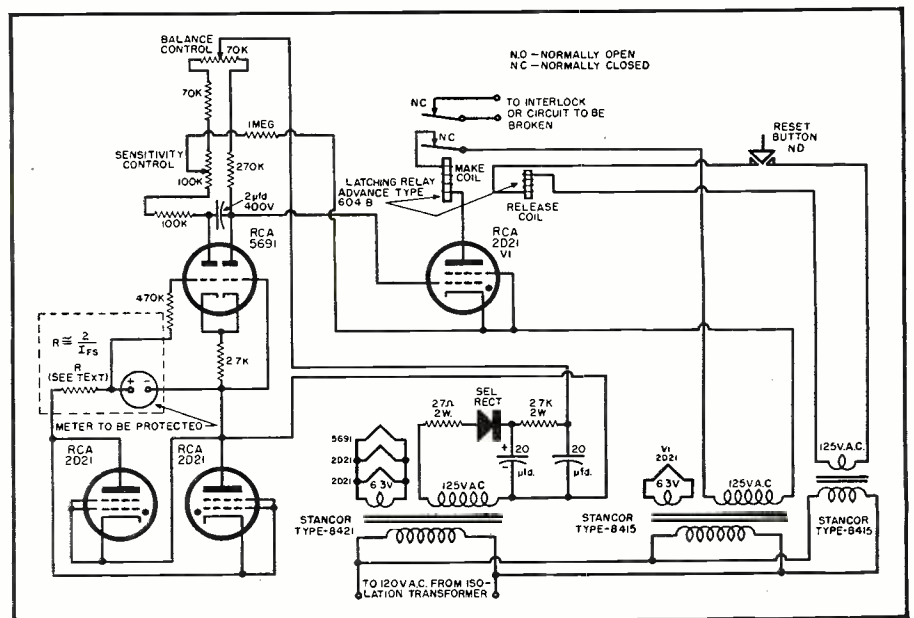 BALANCE
CONTROL
70K
N.O – NORMALLY OPEN
N C – NORMALLY CLOSED
70K
NC
TO INTERLOCK
OR CIRCUIT TO BE
BROKEN
1MEG
NC
RESET
BUTTON
ND
SENSITIVITY
CONTROL
100K
270K
MAKE
COIL
LATCHING RELAY
ADVANCE TYPE
604 B
RELEASE
COIL
2µfd
400V
100K
RCA
5691
RCA
2D21
V1
470K
R ≅ 2/I_FS
R
(SEE TEXT)
+ -
2.7K
METER TO BE PROTECTED
RCA
2D21
RCA
2D21
27Ω
2W.
SEL
RECT
2.7K
2W
5691
2D21
2D21
6.3V
+
-
20
µfd.
20
µfd.
125V.A.C
V1
2D21
6.3V
125V.A.C
125V.A.C.
STANCOR
TYPE-8421
STANCOR
TYPE-8415
STANCOR
TYPE-8415
TO 120V A.C. FROM ISO-
LATION TRANSFORMER